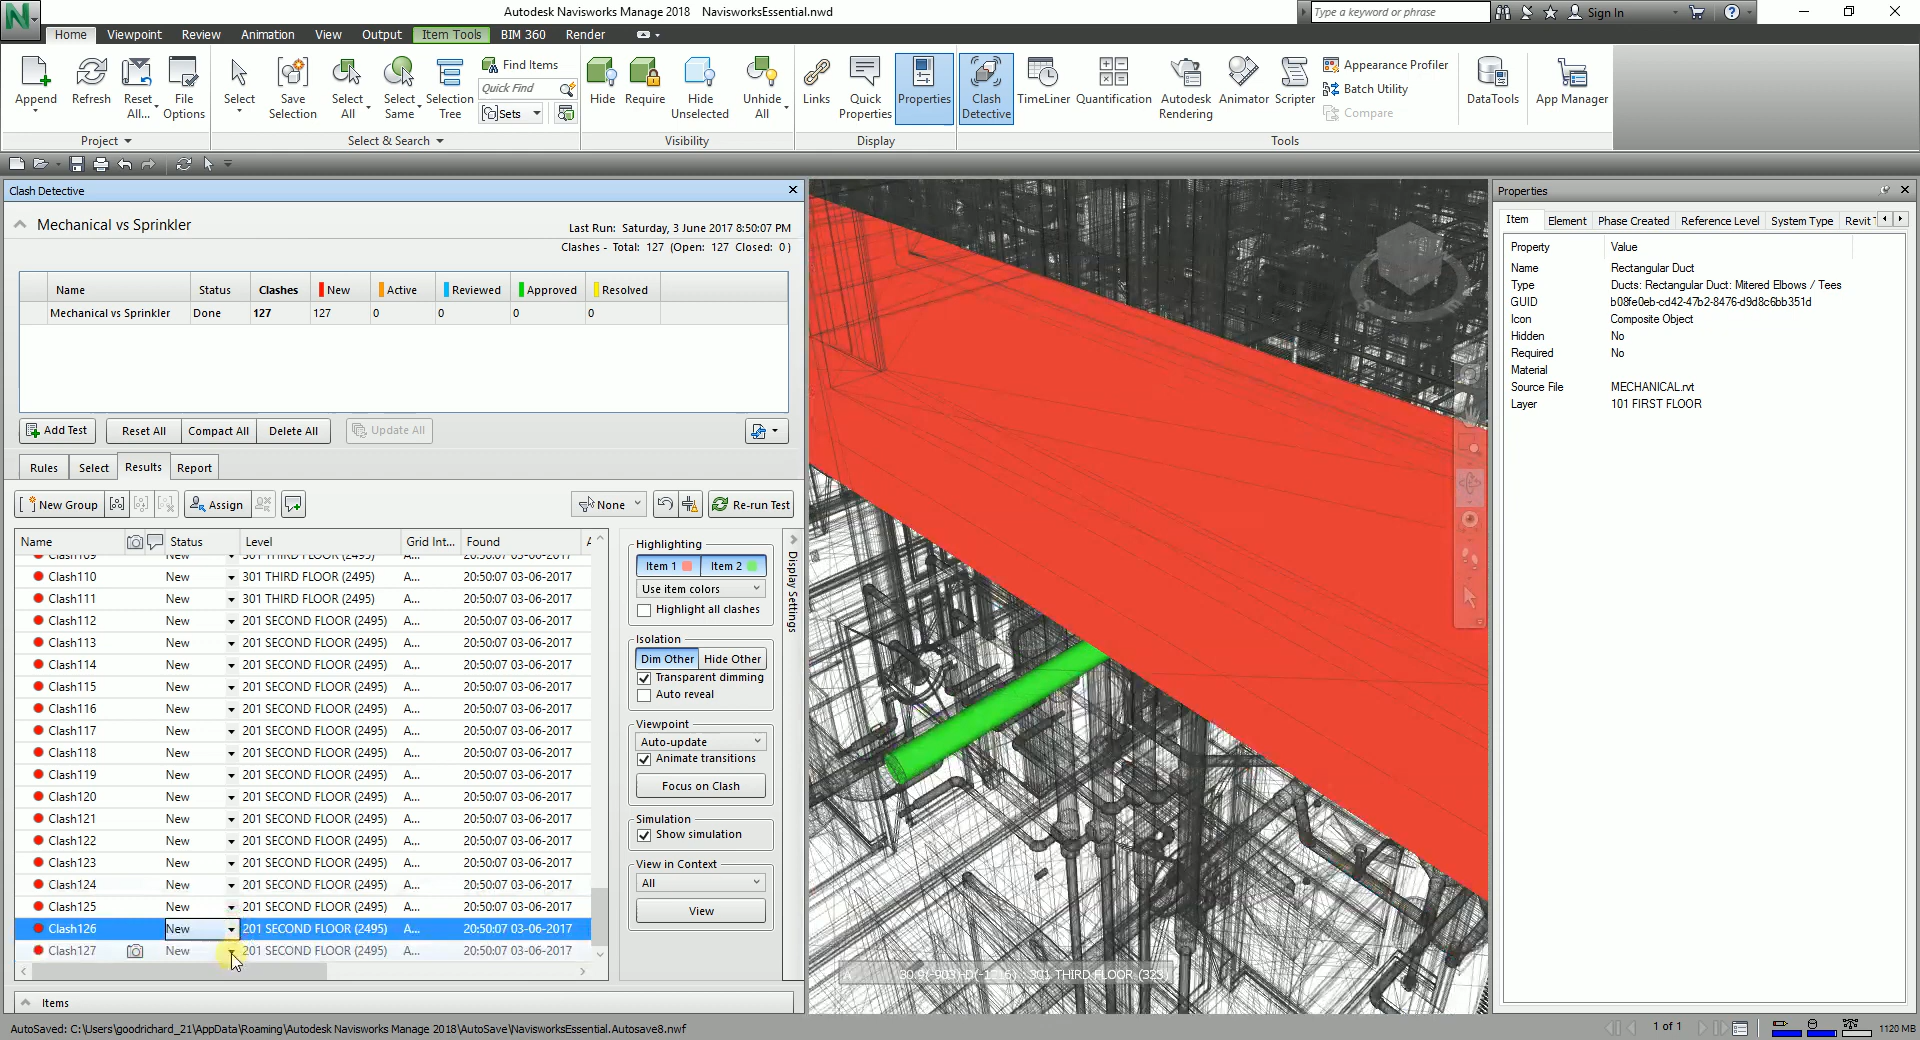 Autodesk Navisworks Manage 2018 NavisworksEssential.nwd
Type a keyword or phrase
Sign In
Home Viewpoint Review Animation View Output Item Tools BIM 360 Render
Append
Refresh
Reset All...
File Options
Project
Select
Save Selection
Select All
Select Same
Selection Tree
Find Items
Quick Find
Sets
Select & Search
Hide
Require
Hide Unselected
Unhide All
Visibility
Links
Quick Properties
Properties
Display
Clash Detective
TimeLiner
Quantification
Autodesk Rendering
Animator
Scripter
Appearance Profiler
Batch Utility
Compare
DataTools
App Manager
Tools
Clash Detective
Mechanical vs Sprinkler
Last Run: Saturday, 3 June 2017 8:50:07 PM
Clashes - Total: 127 (Open: 127 Closed: 0)
Name Status Clashes New Active Reviewed Approved Resolved
Mechanical vs Sprinkler Done 127 127 0 0 0 0
Add Test Reset All Compact All Delete All Update All
Rules Select Results Report
New Group Assign None Re-run Test
Name Status Level Grid Int... Found A
Clash109 New 301 THIRD FLOOR (2495) A... 20:50:07 03-06-2017
Clash110 New 301 THIRD FLOOR (2495) A... 20:50:07 03-06-2017
Clash111 New 301 THIRD FLOOR (2495) A... 20:50:07 03-06-2017
Clash112 New 201 SECOND FLOOR (2495) A... 20:50:07 03-06-2017
Clash113 New 201 SECOND FLOOR (2495) A... 20:50:07 03-06-2017
Clash114 New 201 SECOND FLOOR (2495) A... 20:50:07 03-06-2017
Clash115 New 201 SECOND FLOOR (2495) A... 20:50:07 03-06-2017
Clash116 New 201 SECOND FLOOR (2495) A... 20:50:07 03-06-2017
Clash117 New 201 SECOND FLOOR (2495) A... 20:50:07 03-06-2017
Clash118 New 201 SECOND FLOOR (2495) A... 20:50:07 03-06-2017
Clash119 New 201 SECOND FLOOR (2495) A... 20:50:07 03-06-2017
Clash120 New 201 SECOND FLOOR (2495) A... 20:50:07 03-06-2017
Clash121 New 201 SECOND FLOOR (2495) A... 20:50:07 03-06-2017
Clash122 New 201 SECOND FLOOR (2495) A... 20:50:07 03-06-2017
Clash123 New 201 SECOND FLOOR (2495) A... 20:50:07 03-06-2017
Clash124 New 201 SECOND FLOOR (2495) A... 20:50:07 03-06-2017
Clash125 New 201 SECOND FLOOR (2495) A... 20:50:07 03-06-2017
Clash126 New 201 SECOND FLOOR (2495) A... 20:50:07 03-06-2017
Clash127 New 201 SECOND FLOOR (2495) A... 20:50:07 03-06-2017
Items
Highlighting
Item 1 Item 2
Use item colors
Highlight all clashes
Isolation
Dim Other Hide Other
Transparent dimming
Auto reveal
Viewpoint
Auto-update
Animate transitions
Focus on Clash
Simulation
Show simulation
View in Context
All
View
Display Settings
301 THIRD FLOOR (323)
Properties
Item Element Phase Created Reference Level System Type Revit T
Property Value
Name Rectangular Duct
Type Ducts: Rectangular Duct: Mitered Elbows / Tees
GUID b08fe0eb-cd42-47b2-8476-d9d8c6bb351d
Icon Composite Object
Hidden No
Required No
Material
Source File MECHANICAL.rvt
Layer 101 FIRST FLOOR
AutoSaved: C:\Users\goodrichard_21\AppData\Roaming\Autodesk Navisworks Manage 2018\AutoSave\NavisworksEssential.Autosave8.nwf
1 of 1
1120 MB